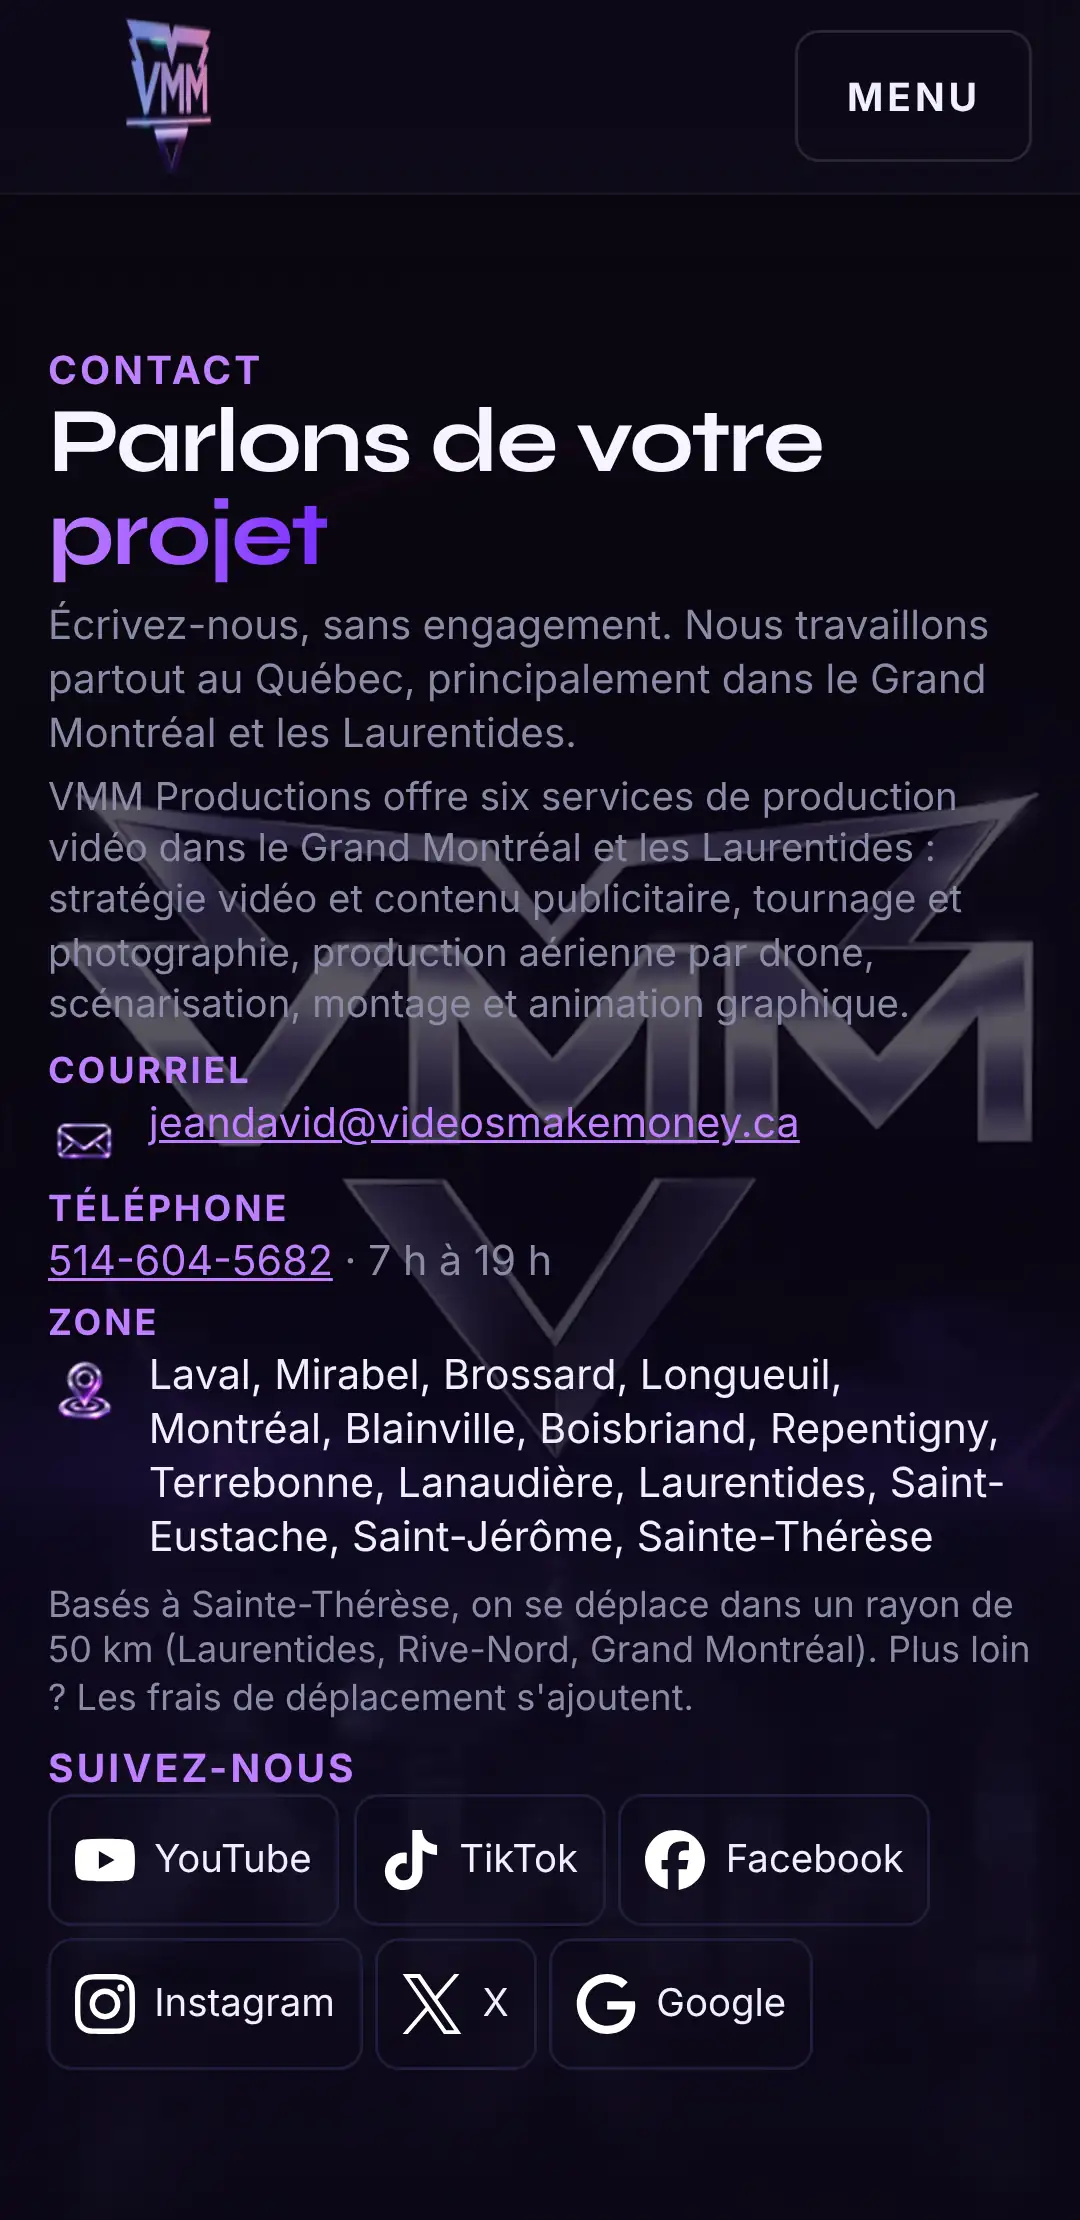 VMM
MENU
CONTACT
Parlons de votre
projet
Écrivez-nous, sans engagement. Nous travaillons
partout au Québec, principalement dans le Grand
Montréal et les Laurentides.
VMM Productions offre six services de production
vidéo dans le Grand Montréal et les Laurentides :
stratégie vidéo et contenu publicitaire, tournage et
photographie, production aérienne par drone,
scénarisation, montage et animation graphique.
VMM
COURRIEL
jeandavid@videosmakemoney.ca
TÉLÉPHONE
514-604-5682 · 7 h à 19 h
ZONE
Laval, Mirabel, Brossard, Longueuil,
Montréal, Blainville, Boisbriand, Repentigny,
Terrebonne, Lanaudière, Laurentides, Saint-
Eustache, Saint-Jérôme, Sainte-Thérèse
Basés à Sainte-Thérèse, on se déplace dans un rayon de
50 km (Laurentides, Rive-Nord, Grand Montréal). Plus loin
? Les frais de déplacement s'ajoutent.
SUIVEZ-NOUS
YouTube TikTok Facebook
Instagram X Google